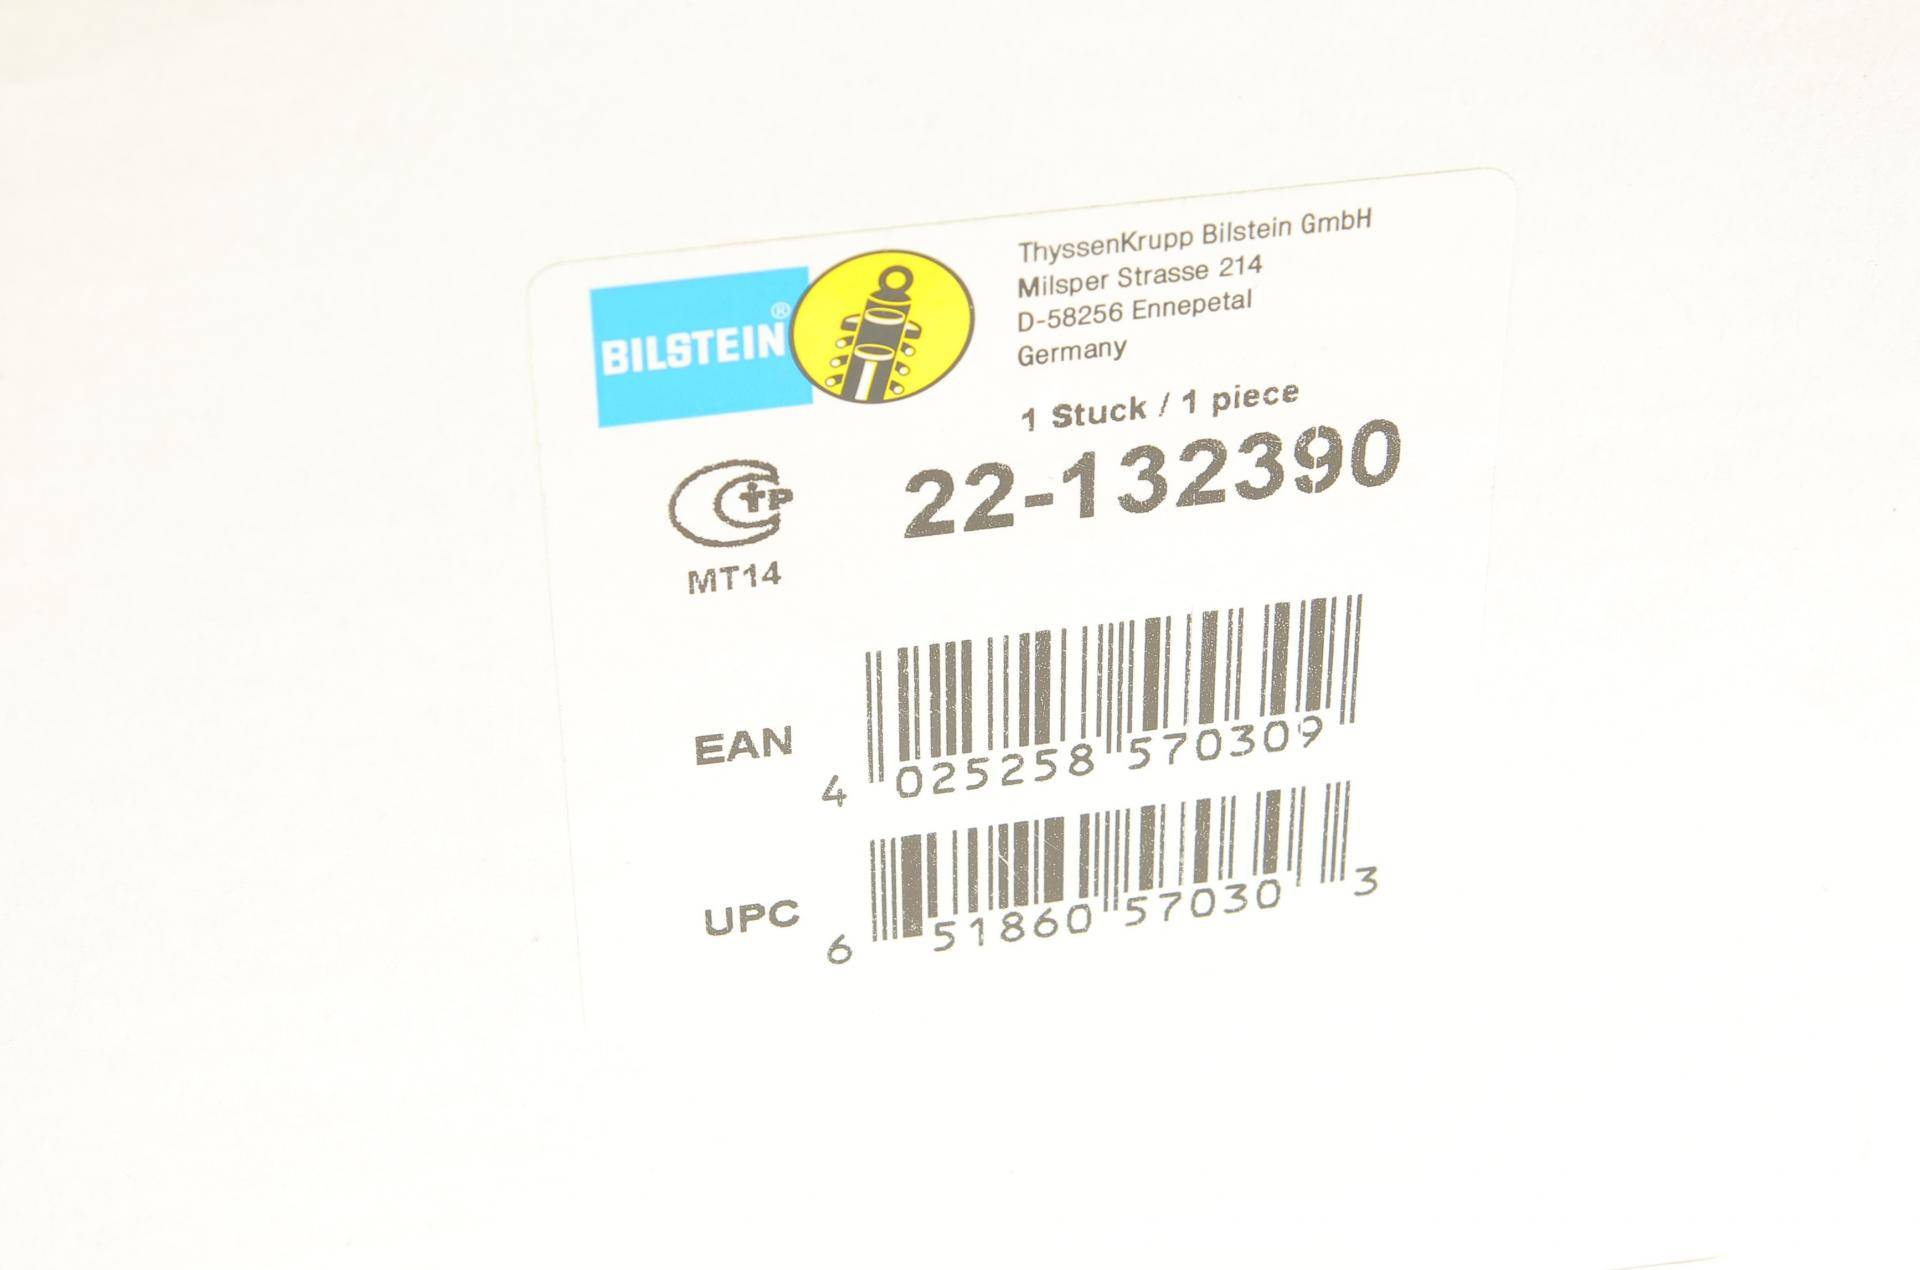 BILSTEIN®
ThyssenKrupp Bilstein GmbH
Milsper Strasse 214
D-58256 Ennepetal
Germany
1 Stuck / 1 piece
22-132390
MT14
EAN
4 025258 570309
UPC
6 51860 57030 3